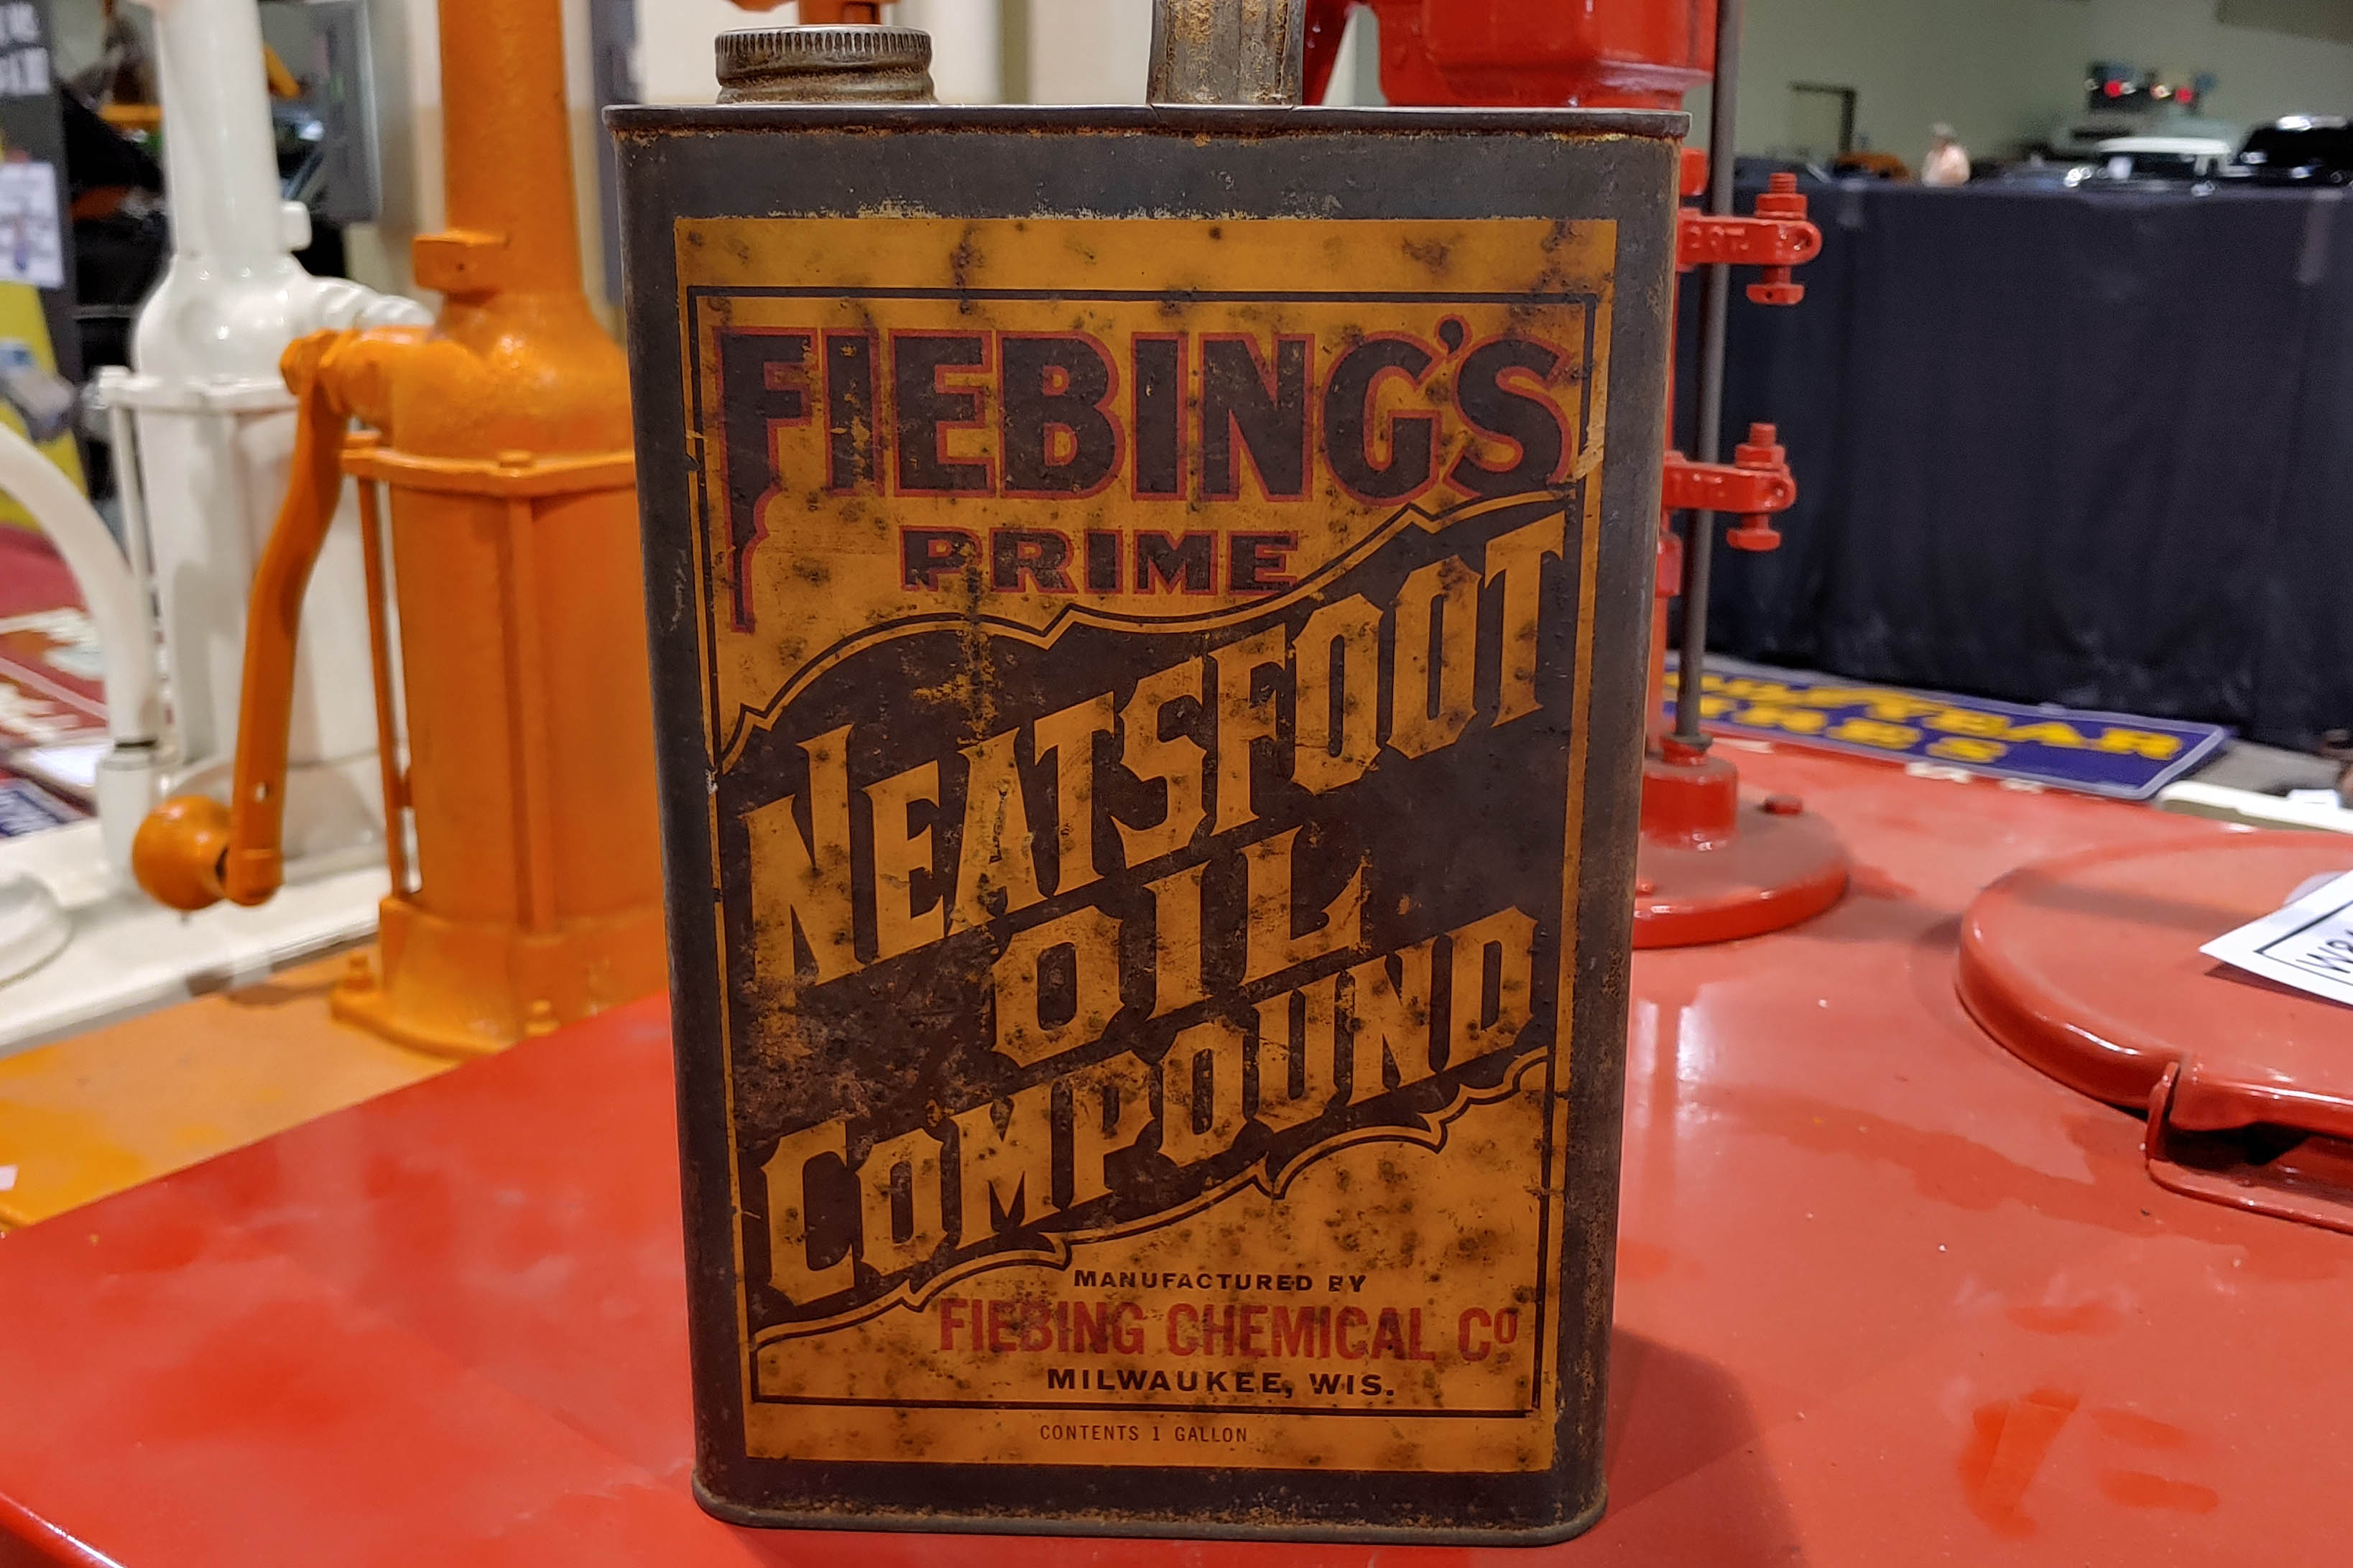 FIEBING'S
PRIME
NEATSFOOT
OIL
COMPOUND
MANUFACTURED BY
FIEBING CHEMICAL CO
MILWAUKEE, WIS.
CONTENTS 1 GALLON